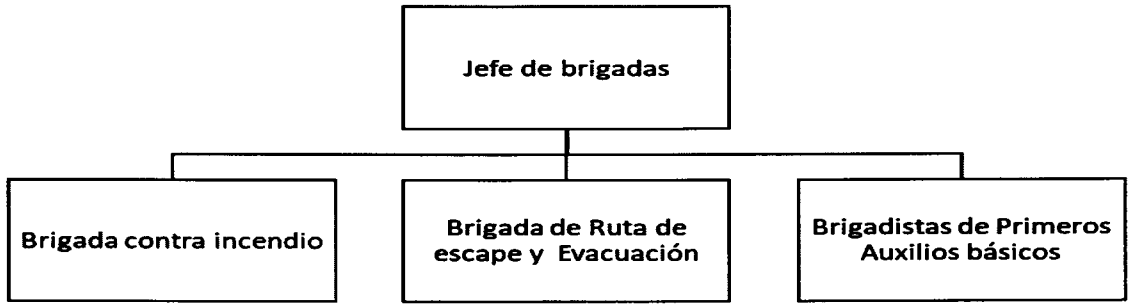 Jefe de brigadas
Brigada contra incendio
Brigada de Ruta de
escape y Evacuación
Brigadistas de Primeros
Auxilios básicos